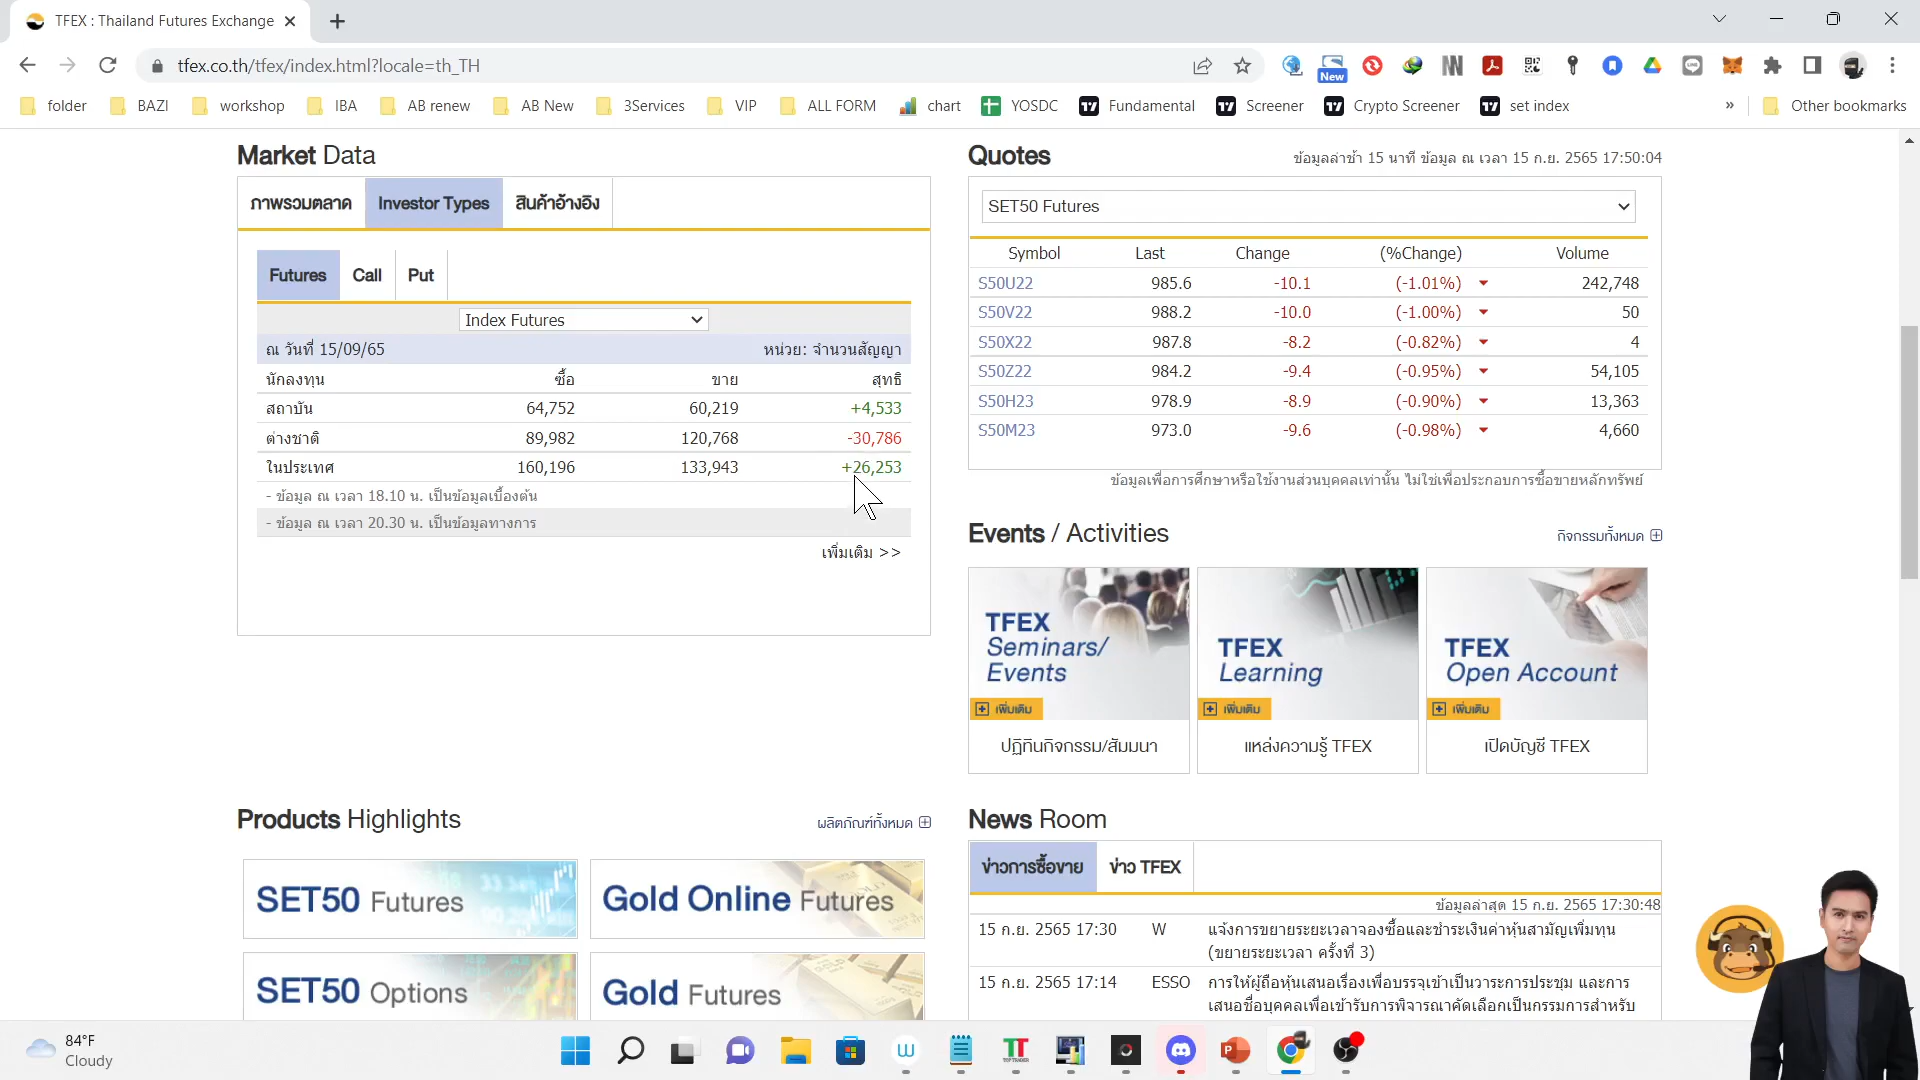 TFEX : Thailand Futures Exchange
tfex.co.th/tfex/index.html?locale=th_TH
New
folder BAZI workshop IBA AB renew AB New 3Services VIP ALL FORM chart YOSDC Fundamental Screener Crypto Screener set index » Other bookmarks
Market Data
ภาพรวมตลาด Investor Types สินค้าอ้างอิง
Futures Call Put
Index Futures
ณ วันที่ 15/09/65 หน่วย: จำนวนสัญญา
นักลงทุน ซื้อ ขาย สุทธิ
สถาบัน 64,752 60,219 +4,533
ต่างชาติ 89,982 120,768 -30,786
ในประเทศ 160,196 133,943 +26,253
- ข้อมูล ณ เวลา 18.10 น. เป็นข้อมูลเบื้องต้น
- ข้อมูล ณ เวลา 20.30 น. เป็นข้อมูลทางการ
เพิ่มเติม >>
Quotes ข้อมูลล่าช้า 15 นาที ข้อมูล ณ เวลา 15 ก.ย. 2565 17:50:04
SET50 Futures
Symbol Last Change (%Change) Volume
S50U22 985.6 -10.1 (-1.01%) 242,748
S50V22 988.2 -10.0 (-1.00%) 50
S50X22 987.8 -8.2 (-0.82%) 4
S50Z22 984.2 -9.4 (-0.95%) 54,105
S50H23 978.9 -8.9 (-0.90%) 13,363
S50M23 973.0 -9.6 (-0.98%) 4,660
ข้อมูลเพื่อการศึกษาหรือใช้งานส่วนบุคคลเท่านั้น ไม่ใช่เพื่อประกอบการซื้อขายหลักทรัพย์
Events / Activities กิจกรรมทั้งหมด
TFEX
Seminars/
Events
เพิ่มเติม
ปฏิทินกิจกรรม/สัมมนา
TFEX
Learning
เพิ่มเติม
แหล่งความรู้ TFEX
TFEX
Open Account
เพิ่มเติม
เปิดบัญชี TFEX
Products Highlights ผลิตภัณฑ์ทั้งหมด
SET50 Futures
Gold Online Futures
SET50 Options
Gold Futures
News Room
ข่าวการซื้อขาย ข่าว TFEX
ข้อมูลล่าสุด 15 ก.ย. 2565 17:30:48
15 ก.ย. 2565 17:30 W แจ้งการขยายระยะเวลาจองซื้อและชำระเงินค่าหุ้นสามัญเพิ่มทุน
(ขยายระยะเวลา ครั้งที่ 3)
15 ก.ย. 2565 17:14 ESSO การให้ผู้ถือหุ้นเสนอเรื่องเพื่อบรรจุเข้าเป็นวาระการประชุม และการ
เสนอชื่อบุคคลเพื่อเข้ารับการพิจารณาคัดเลือกเป็นกรรมการสำหรับ
84°F
Cloudy